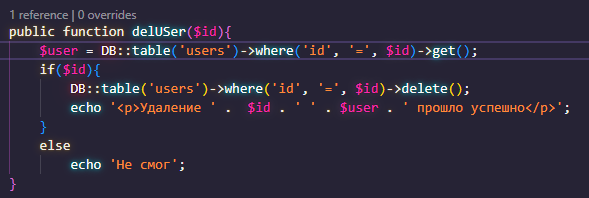 1 reference | 0 overrides
public function delUSer($id){
$user = DB::table('users')->where('id', '=', $id)->get();
if($id){
DB::table('users')->where('id', '=', $id)->delete();
echo '<p>Удаление ' .  $id . ' ' . $user . ' прошло успешно</p>';
}
else
echo 'Не смог';
}